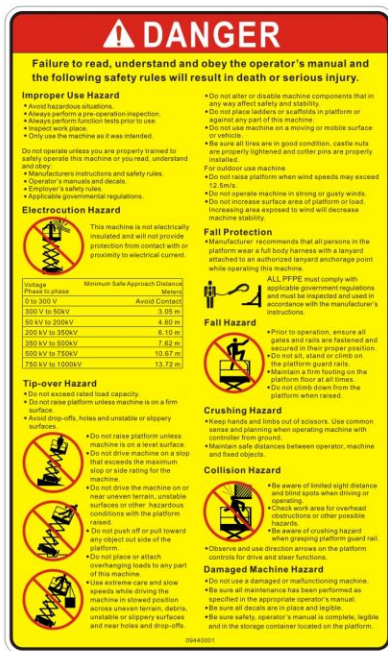 DANGER
Failure to read, understand and obey the operator's manual and
the following safety rules will result in death or serious injury.
Improper Use Hazard
• Avoid hazardous situations.
• Always perform a pre-operation inspection.
• Always perform function tests prior to use.
• Inspect work place.
• Only use the machine as it was intended.
Do not operate unless you are properly trained to
safely operate this machine or you read, understand
and obey:
• Manufacturers instructions and safety rules.
• Operator's manuals and decals.
• Employer's safety rules.
• Applicable governmental regulations.
Electrocution Hazard
This machine is not electrically
insulated and will not provide
protection from contact with or
proximity to electrical current.
Voltage Minimum Safe Approach Distance
Phase to phase Meters
0 to 300 V Avoid Contact
300 V to 50kV 3.05 m
50 kV to 200kV 4.60 m
200 kV to 350kV 6.10 m
350 kV to 500kV 7.62 m
500 kV to 750kV 10.67 m
750 kV to 1000kV 13.72 m
Tip-over Hazard
• Do not exceed rated load capacity.
• Do not raise platform unless machine is on a firm
surface.
• Avoid drop-offs, holes and unstable or slippery
surfaces.
• Do not raise platform unless
machine is on a level surface.
• Do not drive machine on a slop
that exceeds the maximum
slop or side rating for the
machine.
• Do not drive the machine on or
near uneven terrain, unstable
surfaces or other hazardous
conditions with the platform
raised.
• Do not push off or pull toward
any object out side of the
platform.
• Do not place or attach
overhanging loads to any part
of this machine.
• Use extreme care and slow
speeds while driving the
machine in stowed position
across uneven terrain, debris,
unstable or slippery surfaces
and near holes and drop-offs.
• Do not alter or disable machine components that in
any way affect safety and stability.
• Do not place ladders or scaffolds in platform or
against any part of this machine.
• Do not use machine on a moving or mobile surface
or vehicle.
• Be sure all tires are in good condition, castle nuts
are properly tightened and cotter pins are properly
installed.
For outdoor use machine
• Do not raise platform when wind speeds may exceed
12.5m/s.
• Do not operate machine in strong or gusty winds.
• Do not increase surface area of platform or load.
Increasing area exposed to wind will decrease
machine stability.
Fall Protection
• Manufacturer recommends that all persons in the
platform wear a full body harness with a lanyard
attached to an authorized lanyard anchorage point
while operating this machine.
ALL PFPE must comply with
applicable government regulations
and must be inspected and used in
accordance with the manufacturer's
instructions.
Fall Hazard
• Prior to operation, ensure all
gates and rails are fastened and
secured in their proper position.
• Do not sit, stand or climb on
the platform guard rails.
• Maintain a firm footing on the
platform floor at all times.
• Do not climb down from the
platform when raised.
Crushing Hazard
• Keep hands and limbs out of scissors. Use common
sense and planning when operating machine with
controller from ground.
• Maintain safe distances between operator, machine
and fixed objects.
Collision Hazard
• Be aware of limited sight distance
and blind spots when driving or
operating.
• Check work area for overhead
obstructions or other possible
hazards.
• Be aware of crushing hazard
when grasping platform guard rail.
• Observe and use direction arrows on the platform
controls for drive and steer functions.
Damaged Machine Hazard
• Do not use a damaged or malfunctioning machine.
• Be sure all maintenance has been performed as
specified in the appropriate operator's manual.
• Be sure all decals are in place and legible.
• Be sure safety, operator's manual is complete, legible
and in the storage container located on the platform.
09440001